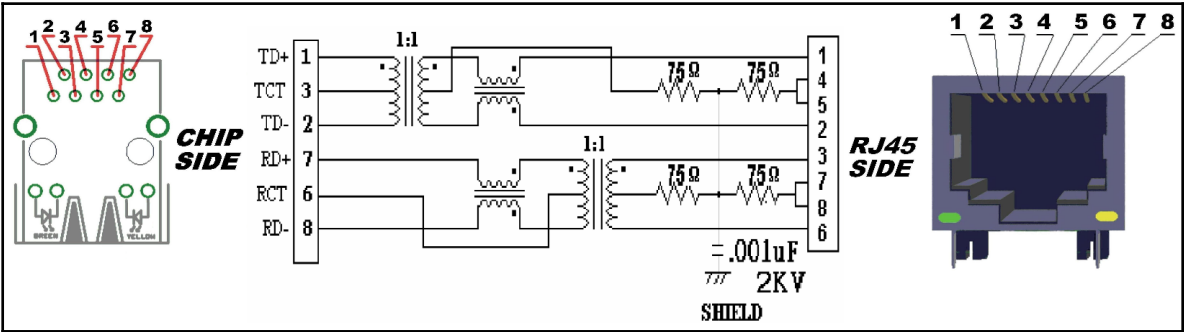 1 2 3 4 5 6 7 8
CHIP
SIDE
GREEN
YELLOW
TD+ 1
TCT 3
TD- 2
RD+ 7
RCT 6
RD- 8
1:1
1:1
75Ω 75Ω
75Ω 75Ω
.001uF
2KV
SHIELD
1
4
5
2
3
7
8
6
RJ45
SIDE
1 2 3 4 5 6 7 8